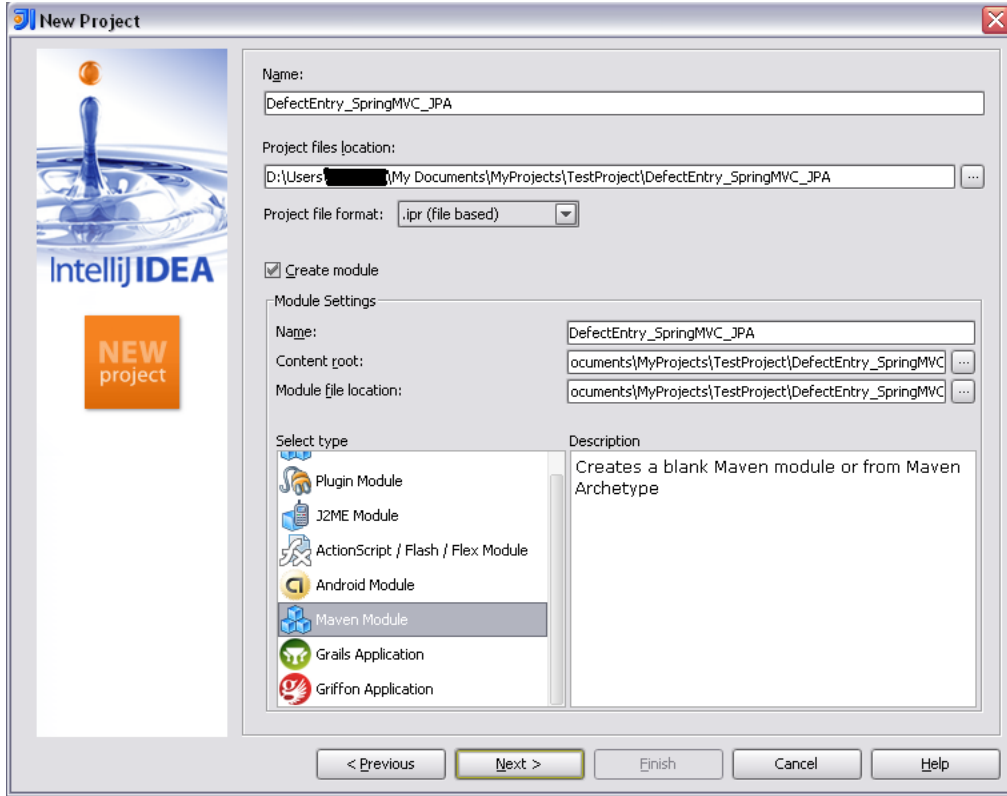 New Project
IntelliJIDEA
NEW
project
Name:
DefectEntry_SpringMVC_JPA
Project files location:
D:\Users\ \My Documents\MyProjects\TestProject\DefectEntry_SpringMVC_JPA
...
Project file format:
.ipr (file based)
Create module
Module Settings
Name:
DefectEntry_SpringMVC_JPA
Content root:
ocuments\MyProjects\TestProject\DefectEntry_SpringMVC
...
Module file location:
ocuments\MyProjects\TestProject\DefectEntry_SpringMVC
...
Select type
Plugin Module
J2ME Module
ActionScript / Flash / Flex Module
Android Module
Maven Module
Grails Application
Griffon Application
Description
Creates a blank Maven module or from Maven
Archetype
< Previous
Next >
Finish
Cancel
Help